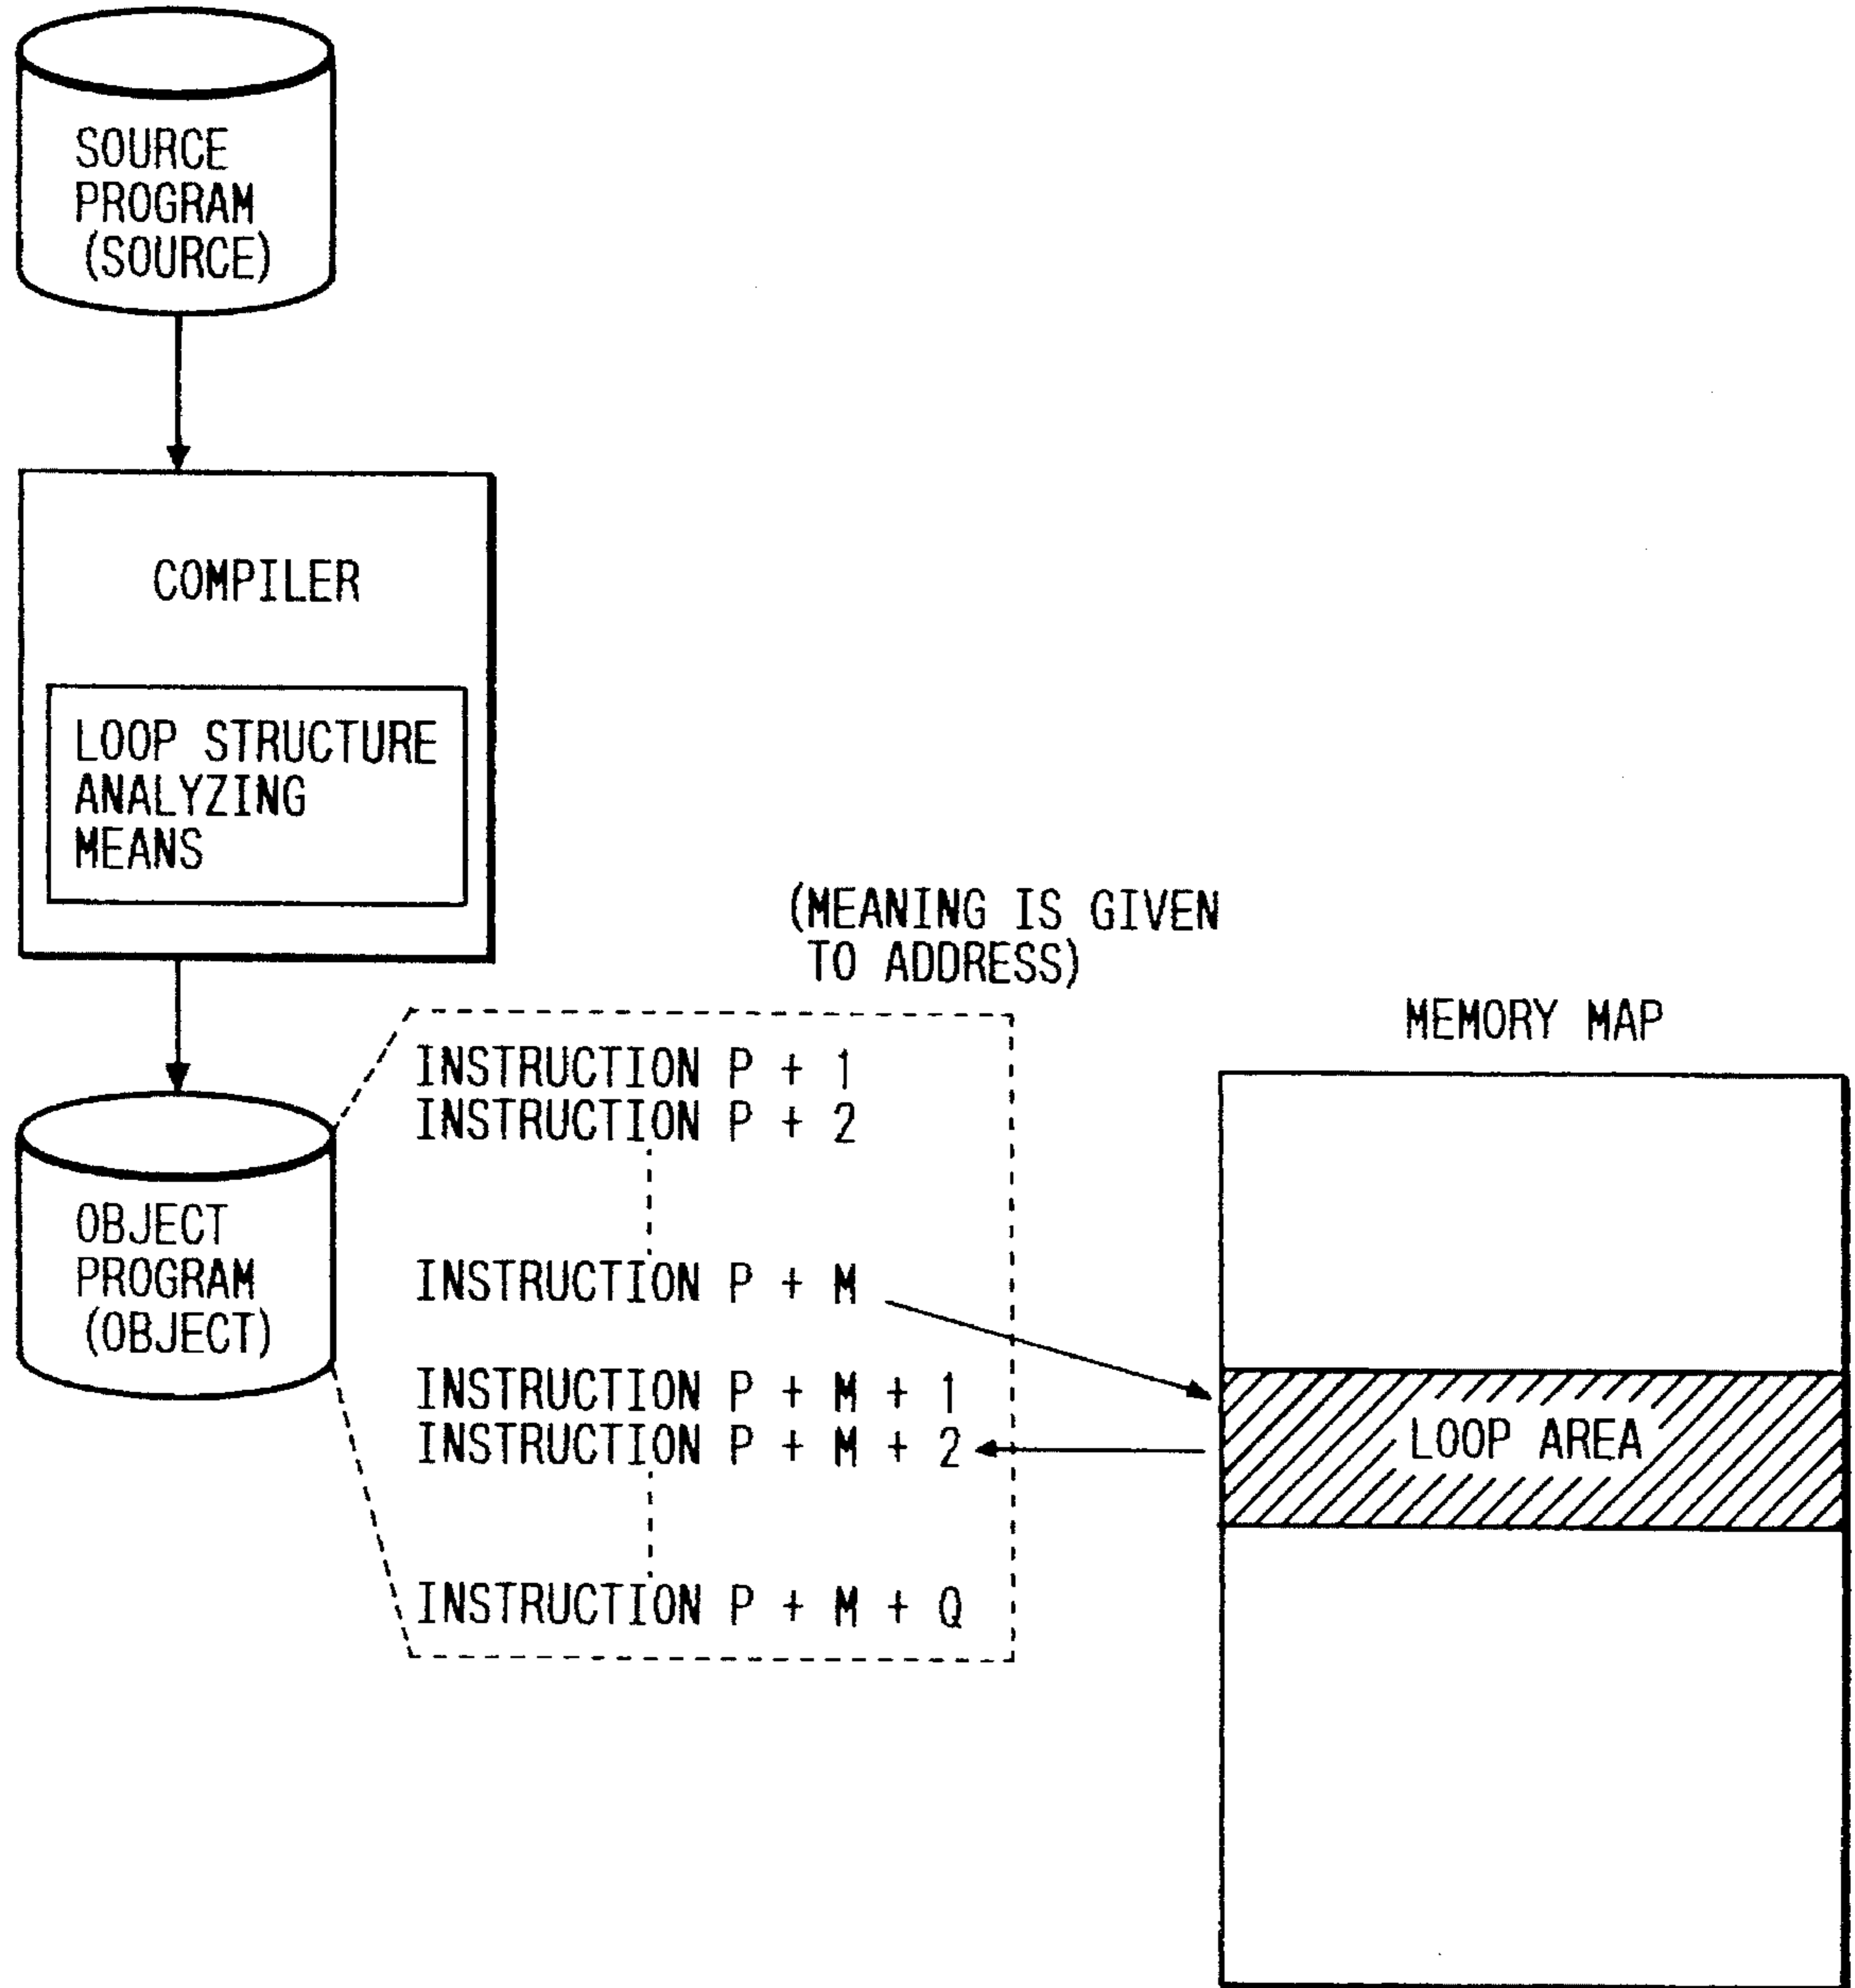 SOURCE
PROGRAM
(SOURCE)
COMPILER
LOOP STRUCTURE
ANALYZING
MEANS
(MEANING IS GIVEN
TO ADDRESS)
MEMORY MAP
INSTRUCTION P + 1
INSTRUCTION P + 2
OBJECT
PROGRAM
(OBJECT)
INSTRUCTION P + M
INSTRUCTION P + M + 1
INSTRUCTION P + M + 2
LOOP AREA
INSTRUCTION P + M + Q